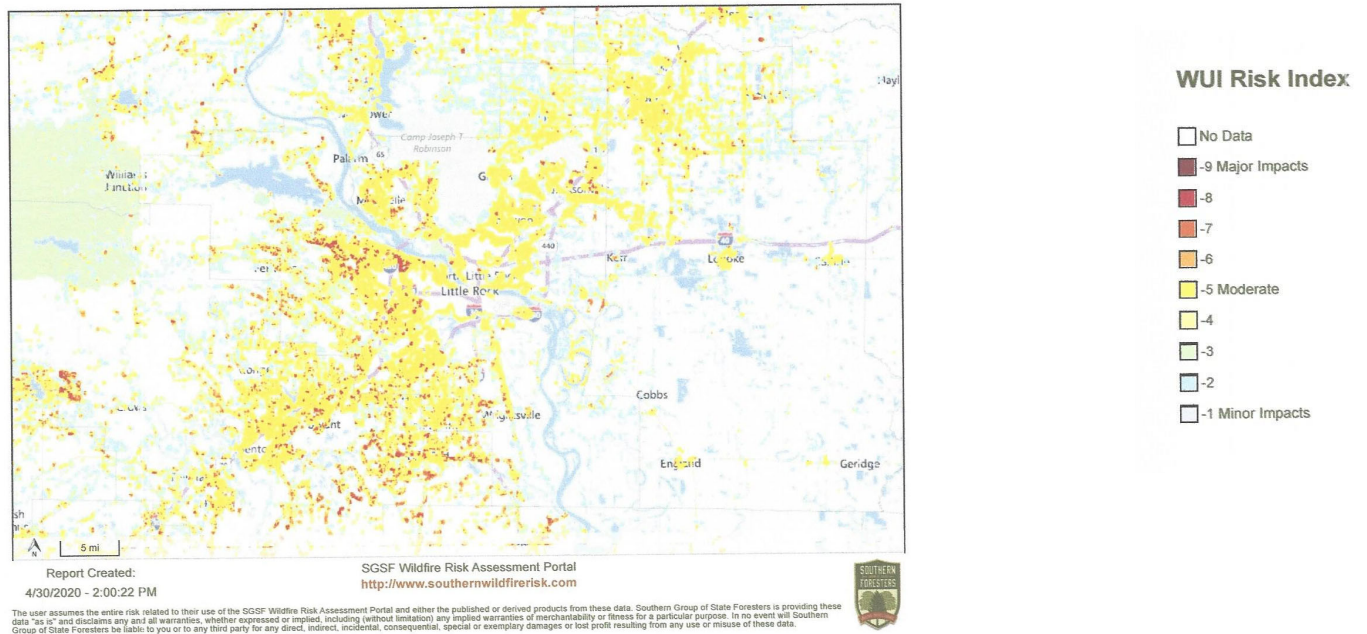 Camp Joseph T
Robinson
65
Little Rock
440
40
Cobbs
England
Geridge
5 mi
N
WUI Risk Index
No Data
-9 Major Impacts
-8
-7
-6
-5 Moderate
-4
-3
-2
-1 Minor Impacts
Report Created:
4/30/2020 - 2:00:22 PM
SGSF Wildfire Risk Assessment Portal
http://www.southernwildfirerisk.com
SOUTHERN
FORESTERS
The user assumes the entire risk related to their use of the SGSF Wildfire Risk Assessment Portal and either the published or derived products from these data. Southern Group of State Foresters is providing these
data "as is" and disclaims any and all warranties, whether expressed or implied, including (without limitation) any implied warranties of merchantability or fitness for a particular purpose. In no event will Southern
Group of State Foresters be liable to you or to any third party for any direct, indirect, incidental, consequential, special or exemplary damages or lost profit resulting from any use or misuse of these data.